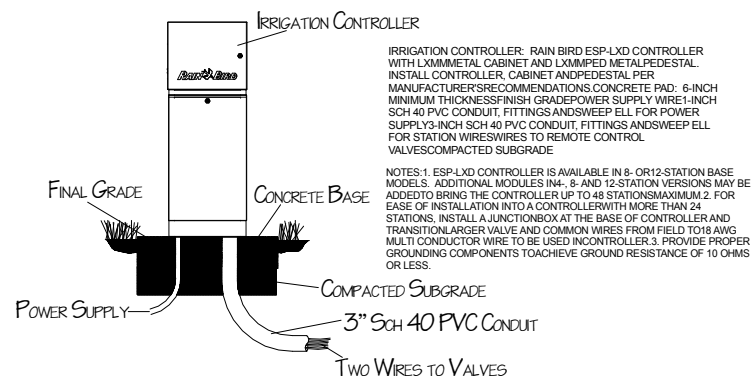 IRRIGATION CONTROLLER
IRRIGATION CONTROLLER: RAIN BIRD ESP-LXD CONTROLLER
WITH LXMMMETAL CABINET AND LXMMPED METALPEDESTAL.
INSTALL CONTROLLER, CABINET ANDPEDESTAL PER
MANUFACTURER'SRECOMMENDATIONS.CONCRETE PAD: 6-INCH
MINIMUM THICKNESSFINISH GRADEPOWER SUPPLY WIRE1-INCH
SCH 40 PVC CONDUIT, FITTINGS ANDSWEEP ELL FOR POWER
SUPPLY3-INCH SCH 40 PVC CONDUIT, FITTINGS ANDSWEEP ELL
FOR STATION WIRESWIRES TO REMOTE CONTROL
VALVESCOMPACTED SUBGRADE
NOTES:1. ESP-LXD CONTROLLER IS AVAILABLE IN 8- OR12-STATION BASE
MODELS. ADDITIONAL MODULES IN4-, 8- AND 12-STATION VERSIONS MAY BE
ADDEDTO BRING THE CONTROLLER UP TO 48 STATIONSMAXIMUM.2. FOR
EASE OF INSTALLATION INTO A CONTROLLERWITH MORE THAN 24
STATIONS, INSTALL A JUNCTIONBOX AT THE BASE OF CONTROLLER AND
TRANSITIONLARGER VALVE AND COMMON WIRES FROM FIELD TO18 AWG
MULTI CONDUCTOR WIRE TO BE USED INCONTROLLER.3. PROVIDE PROPER
GROUNDING COMPONENTS TOACHIEVE GROUND RESISTANCE OF 10 OHMS
OR LESS.
RAIN BIRD
FINAL GRADE
CONCRETE BASE
COMPACTED SUBGRADE
POWER SUPPLY
3" SCH 40 PVC CONDUIT
TWO WIRES TO VALVES